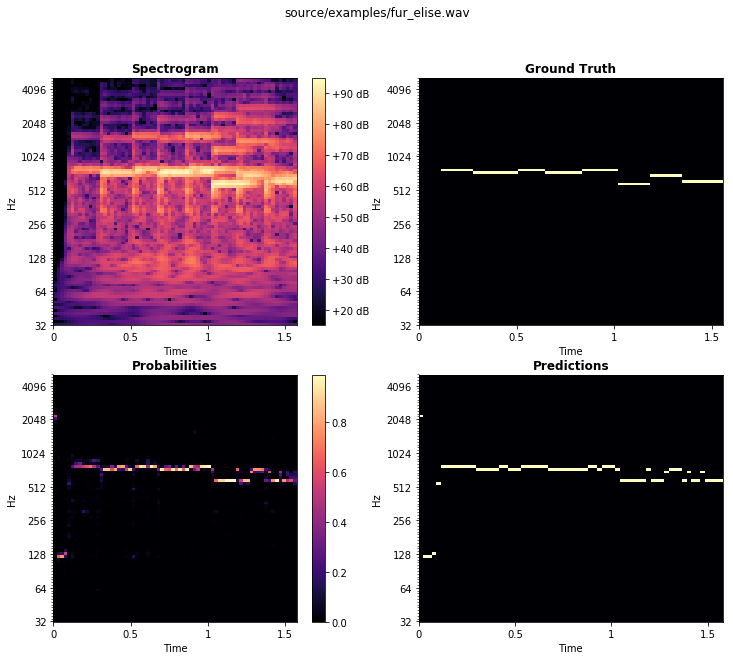 source/examples/fur_elise.wav
Spectrogram
Hz
4096
2048
1024
512
256
128
64
32
0
0.5
1
1.5
Time
+90 dB
+80 dB
+70 dB
+60 dB
+50 dB
+40 dB
+30 dB
+20 dB
Ground Truth
Hz
4096
2048
1024
512
256
128
64
32
0
0.5
1
1.5
Time
Probabilities
Hz
4096
2048
1024
512
256
128
64
32
0
0.5
1
1.5
Time
0.8
0.6
0.4
0.2
0.0
Predictions
Hz
4096
2048
1024
512
256
128
64
32
0
0.5
1
1.5
Time